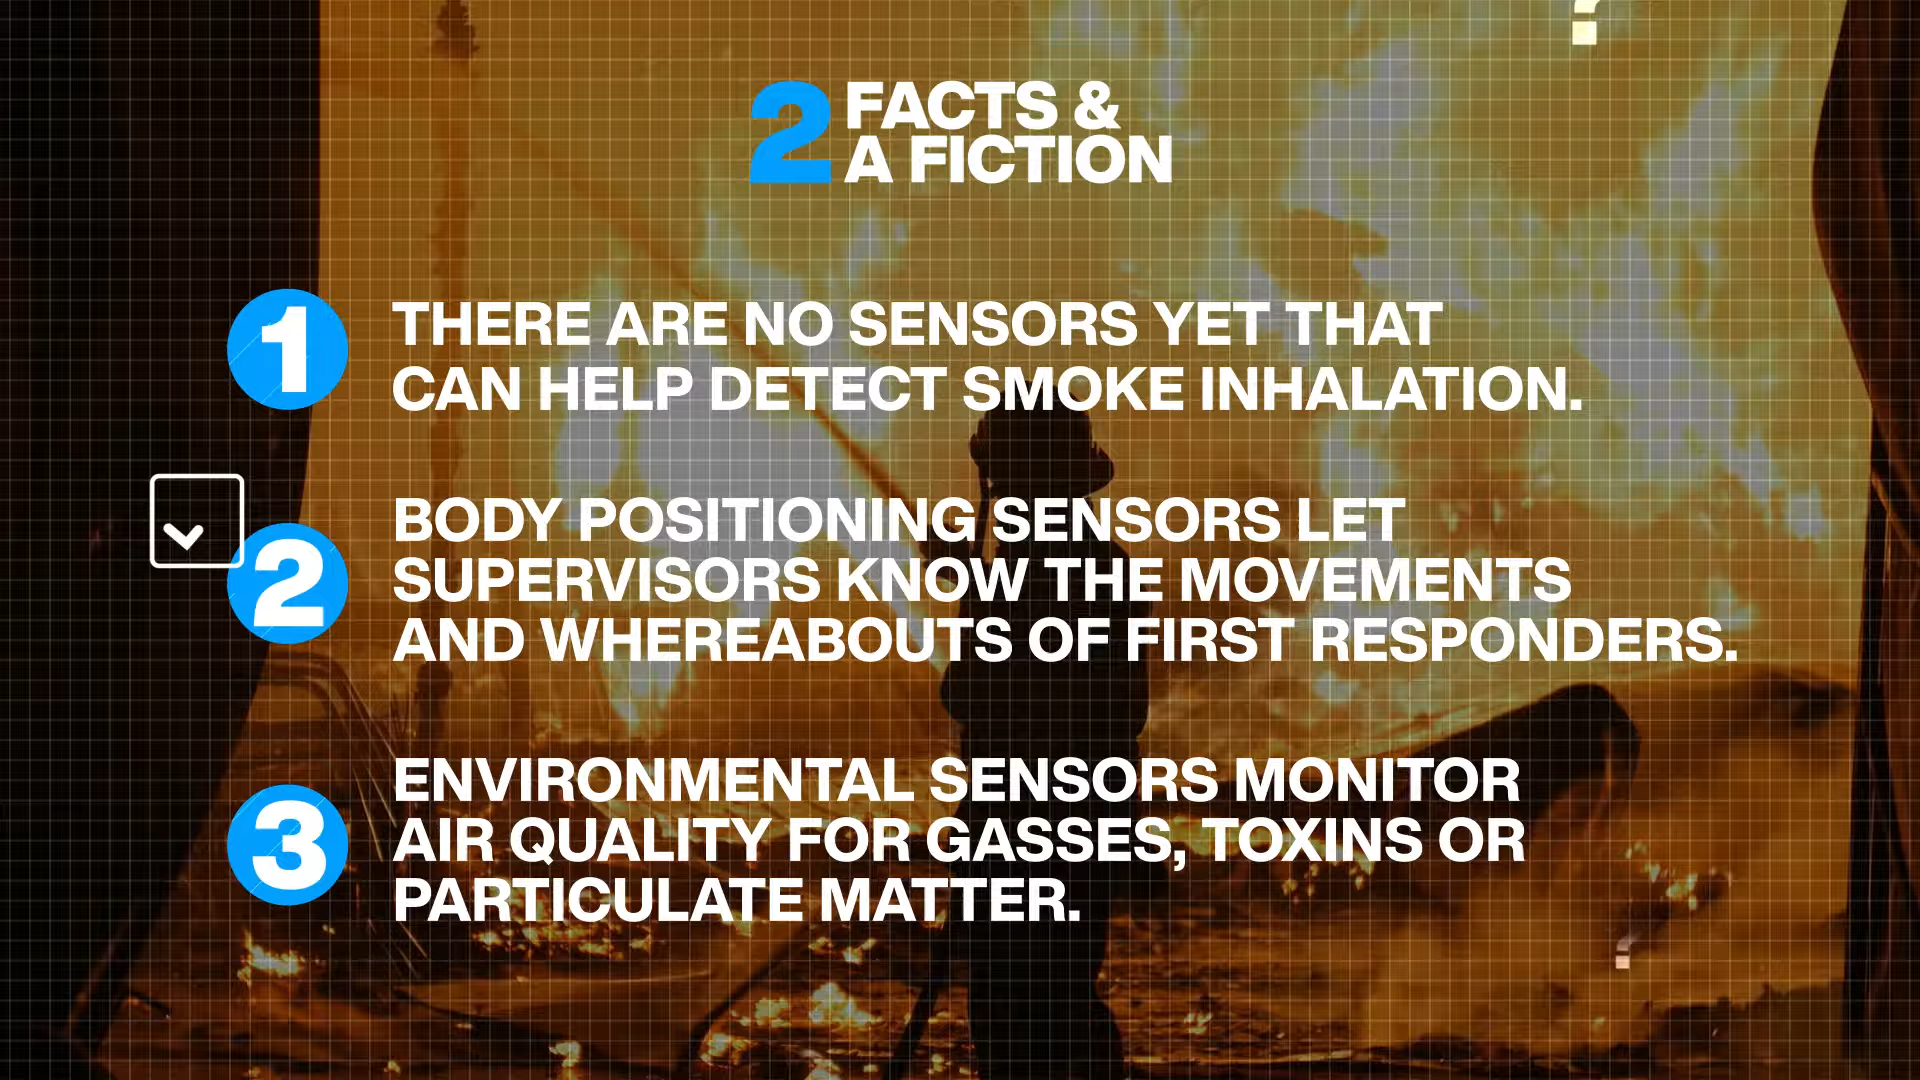 2 FACTS &
A FICTION
1 THERE ARE NO SENSORS YET THAT
CAN HELP DETECT SMOKE INHALATION.
2 BODY POSITIONING SENSORS LET
SUPERVISORS KNOW THE MOVEMENTS
AND WHEREABOUTS OF FIRST RESPONDERS.
3 ENVIRONMENTAL SENSORS MONITOR
AIR QUALITY FOR GASSES, TOXINS OR
PARTICULATE MATTER.
?
?